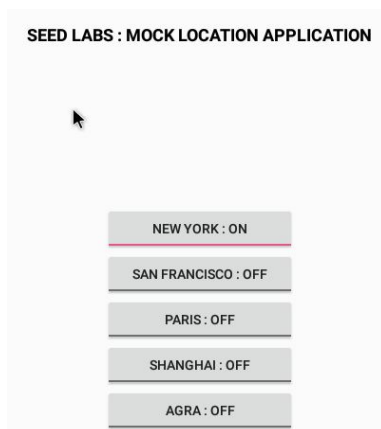 SEED LABS : MOCK LOCATION APPLICATION
NEW YORK : ON
SAN FRANCISCO : OFF
PARIS : OFF
SHANGHAI : OFF
AGRA : OFF